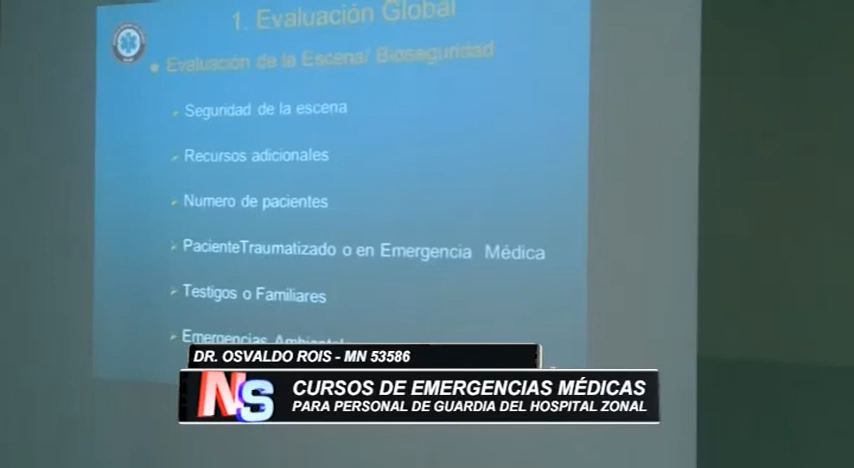 1. Evaluación Global
Evaluación de la Escena/ Bioseguridad
Seguridad de la escena
Recursos adicionales
Numero de pacientes
PacienteTraumatizado o en Emergencia Médica
Testigos o Familiares
Emergencias
DR. OSVALDO ROIS - MN 53586
NS
CURSOS DE EMERGENCIAS MÉDICAS
PARA PERSONAL DE GUARDIA DEL HOSPITAL ZONAL